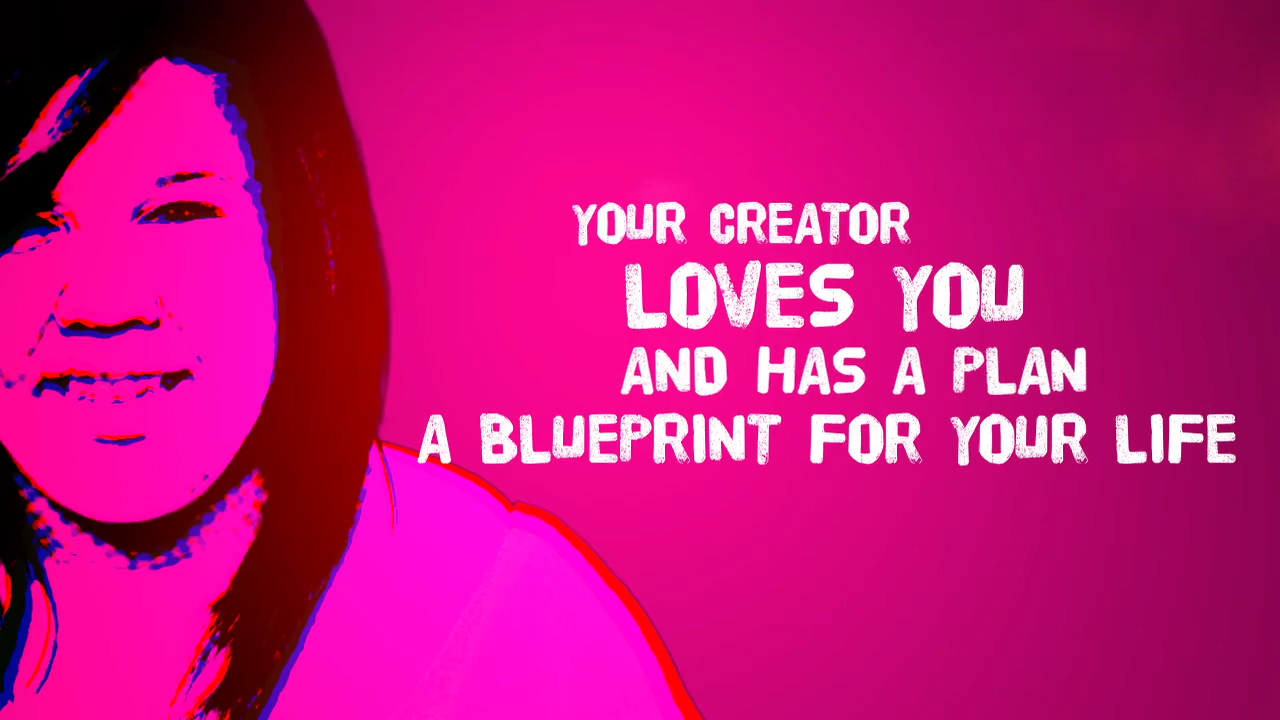 YOUR CREATOR
LOVES YOU
AND HAS A PLAN
A BLUEPRINT FOR YOUR LIFE